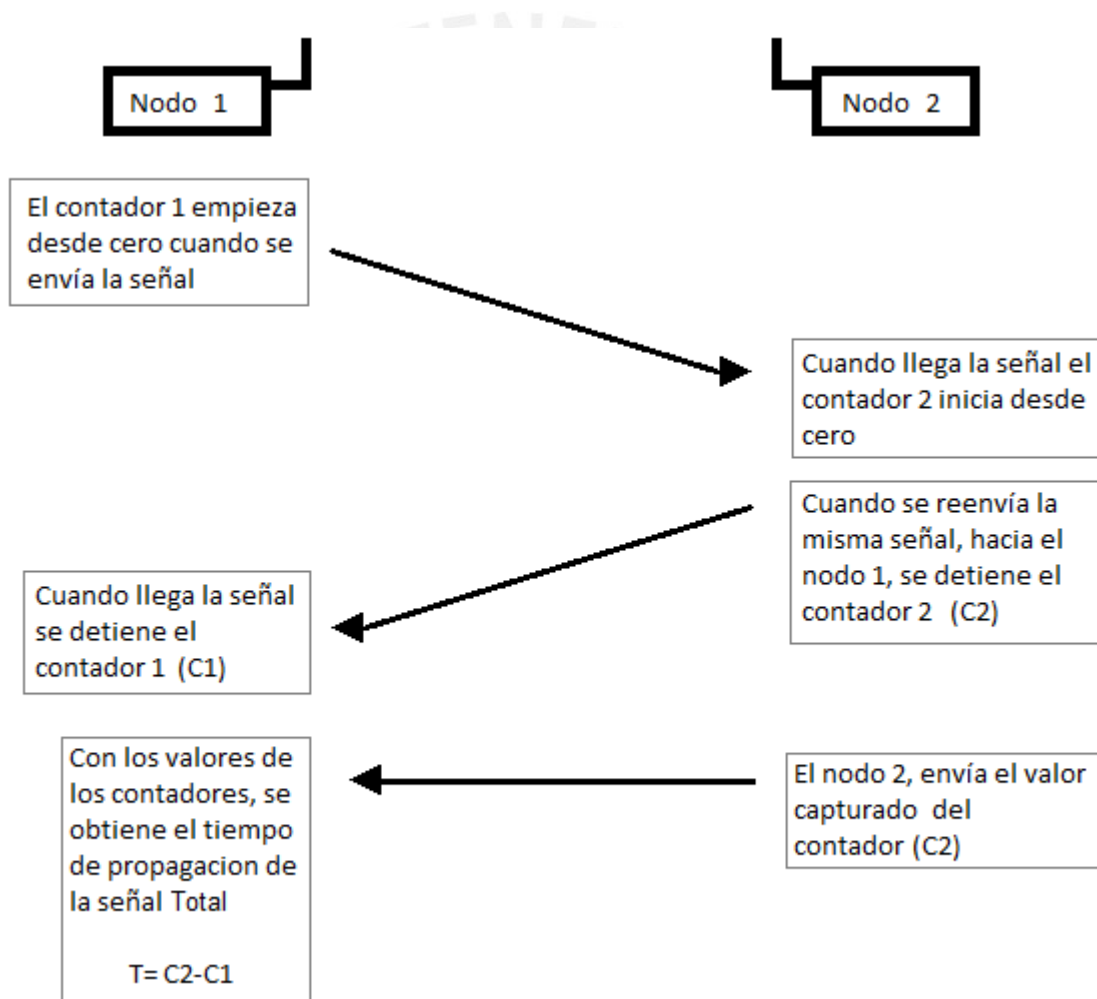 Nodo 1
Nodo 2
El contador 1 empieza
desde cero cuando se
envía la señal
Cuando llega la señal el
contador 2 inicia desde
cero
Cuando se reenvía la
misma señal, hacia el
nodo 1, se detiene el
contador 2 (C2)
Cuando llega la señal
se detiene el
contador 1 (C1)
Con los valores de
los contadores, se
obtiene el tiempo
de propagacion de
la señal Total
T= C2-C1
El nodo 2, envía el valor
capturado del
contador (C2)